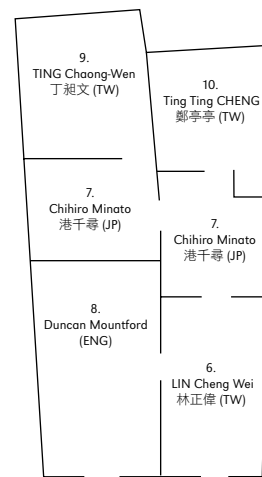 9.
TING Chaong-Wen
丁昶文 (TW)
10.
Ting Ting CHENG
鄭亭亭 (TW)
7.
Chihiro Minato
港千尋 (JP)
7.
Chihiro Minato
港千尋 (JP)
8.
Duncan Mountford
(ENG)
6.
LIN Cheng Wei
林正偉 (TW)